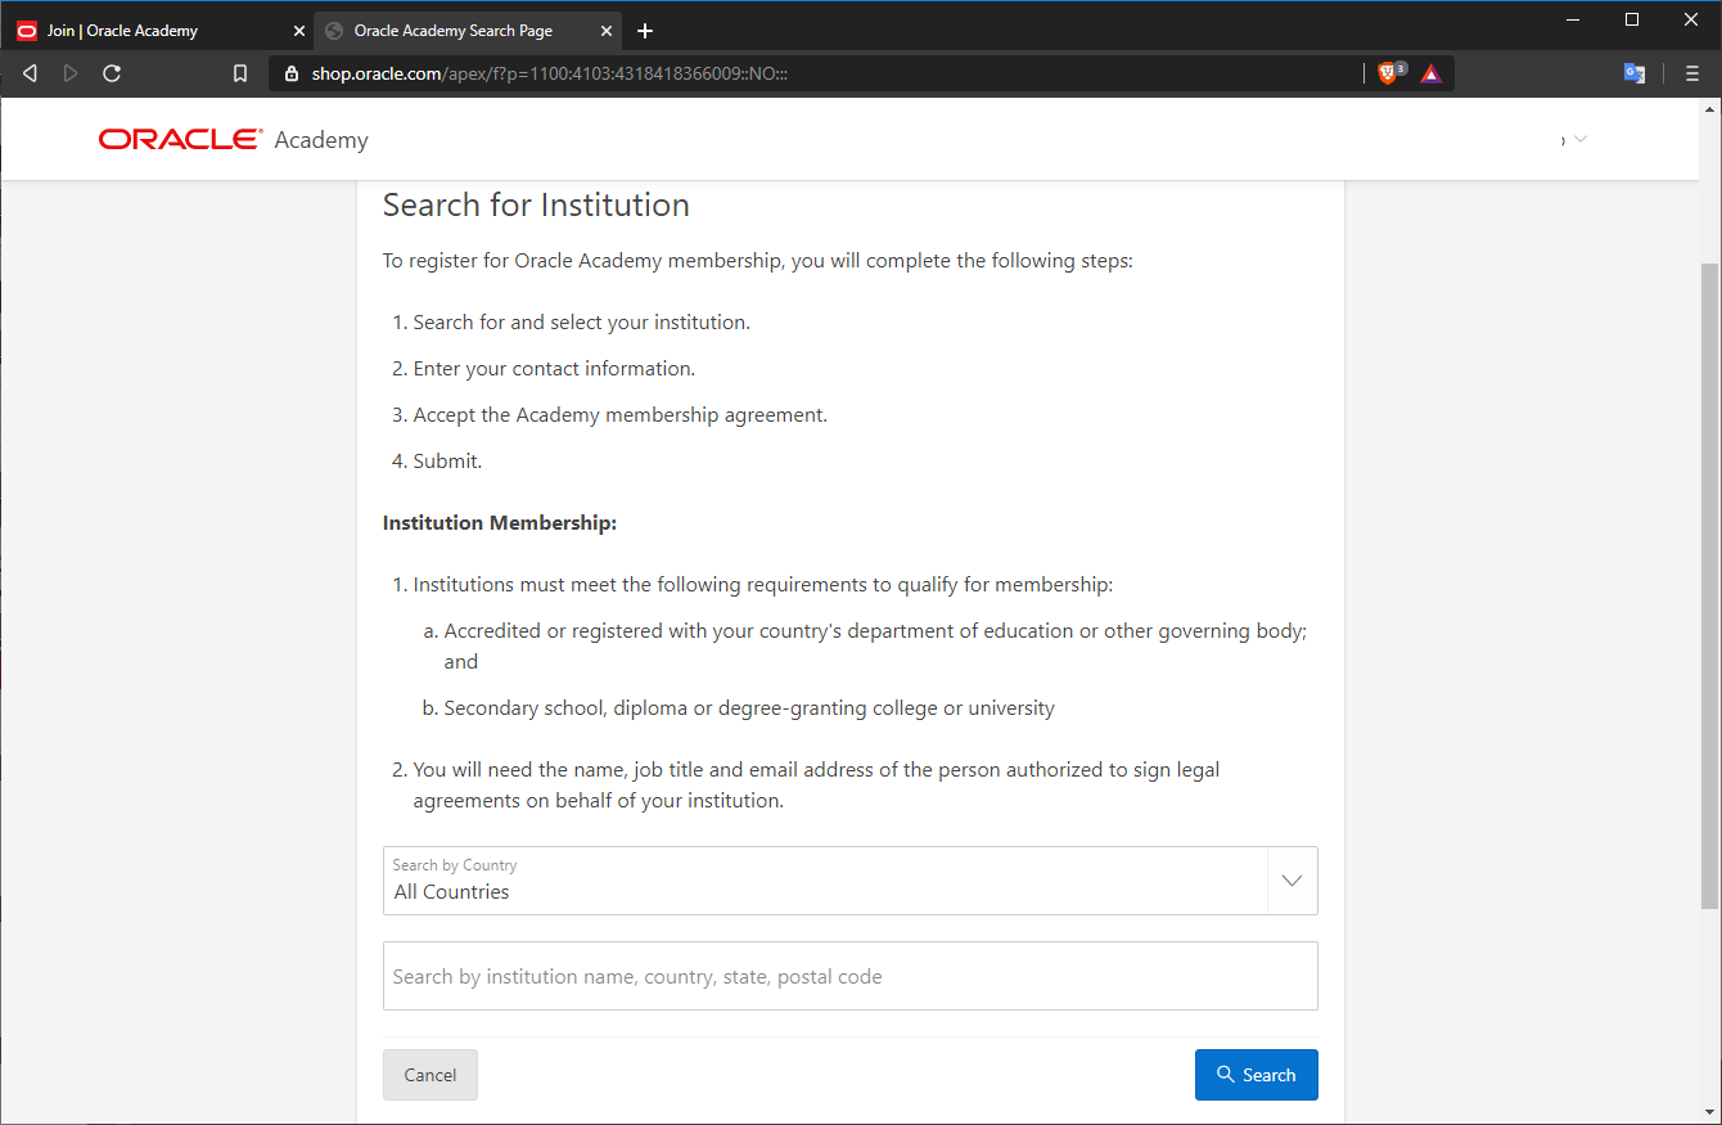 Join | Oracle Academy
Oracle Academy Search Page
shop.oracle.com/apex/f?p=1100:4103:4318418366009::NO:::
3
ORACLE® Academy
Search for Institution
To register for Oracle Academy membership, you will complete the following steps:
1. Search for and select your institution.
2. Enter your contact information.
3. Accept the Academy membership agreement.
4. Submit.
Institution Membership:
1. Institutions must meet the following requirements to qualify for membership:
a. Accredited or registered with your country's department of education or other governing body;
and
b. Secondary school, diploma or degree-granting college or university
2. You will need the name, job title and email address of the person authorized to sign legal
agreements on behalf of your institution.
Search by Country
All Countries
Search by institution name, country, state, postal code
Cancel
Search